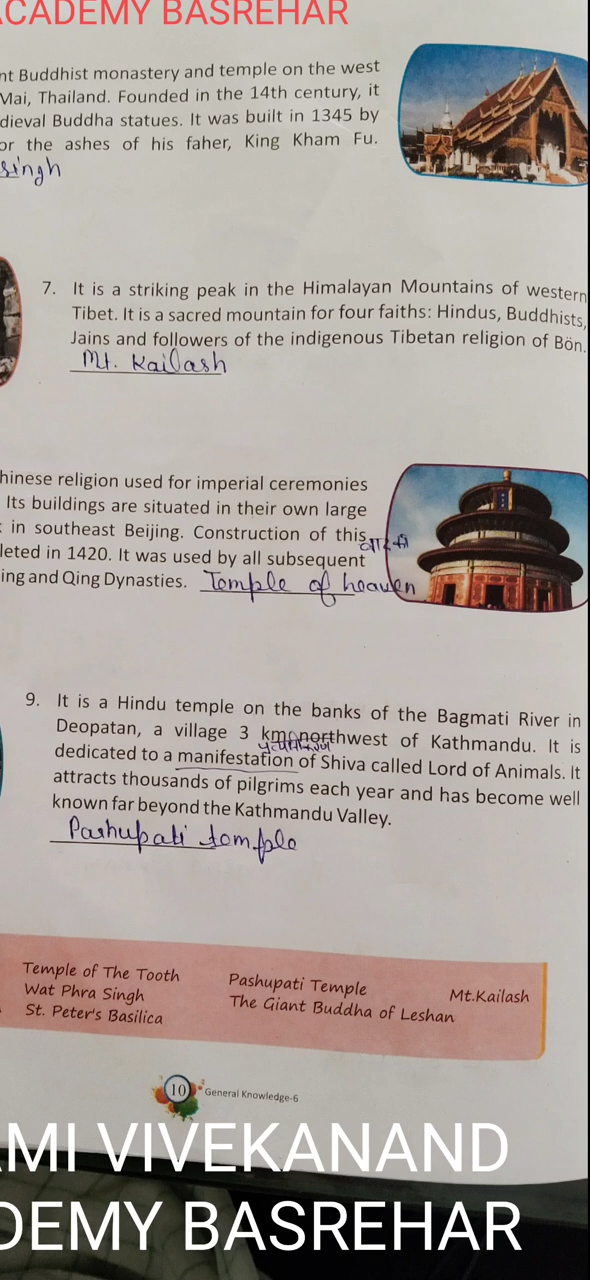 ACADEMY BASREHAR
nt Buddhist monastery and temple on the west
Mai, Thailand. Founded in the 14th century, it
dieval Buddha statues. It was built in 1345 by
or the ashes of his faher, King Kham Fu.
singh
7. It is a striking peak in the Himalayan Mountains of western
Tibet. It is a sacred mountain for four faiths: Hindus, Buddhists,
Jains and followers of the indigenous Tibetan religion of Bön.
Mt. Kailash
hinese religion used for imperial ceremonies
Its buildings are situated in their own large
in southeast Beijing. Construction of this
leted in 1420. It was used by all subsequent
ing and Qing Dynasties. Temple of heaven
9. It is a Hindu temple on the banks of the Bagmati River in
Deopatan, a village 3 km northwest of Kathmandu. It is
dedicated to a manifestation of Shiva called Lord of Animals. It
attracts thousands of pilgrims each year and has become well
known far beyond the Kathmandu Valley.
Pashupati temple
Temple of The Tooth
Wat Phra Singh
St. Peter's Basilica
Pashupati Temple
The Giant Buddha of Leshan
Mt.Kailash
10 General Knowledge-6
AMI VIVEKANAND
DEMY BASREHAR